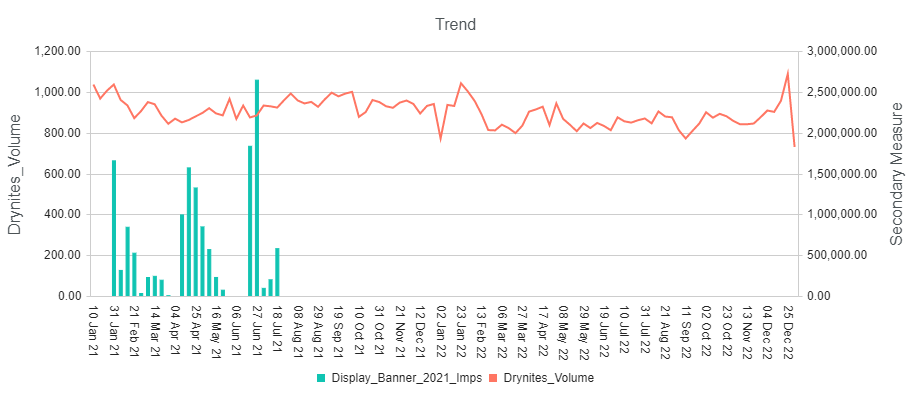 Trend
1,200.00
1,000.00
800.00
600.00
400.00
200.00
0.00
Drynites_Volume
3,000,000.00
2,500,000.00
2,000,000.00
1,500,000.00
1,000,000.00
500,000.00
0.00
Secondary Measure
10 Jan 21
31 Jan 21
21 Feb 21
14 Mar 21
04 Apr 21
25 Apr 21
16 May 21
06 Jun 21
27 Jun 21
18 Jul 21
08 Aug 21
29 Aug 21
19 Sep 21
10 Oct 21
31 Oct 21
21 Nov 21
12 Dec 21
02 Jan 22
23 Jan 22
13 Feb 22
06 Mar 22
27 Mar 22
17 Apr 22
08 May 22
29 May 22
19 Jun 22
10 Jul 22
31 Jul 22
21 Aug 22
11 Sep 22
02 Oct 22
23 Oct 22
13 Nov 22
04 Dec 22
25 Dec 22
Display_Banner_2021_Imps Drynites_Volume